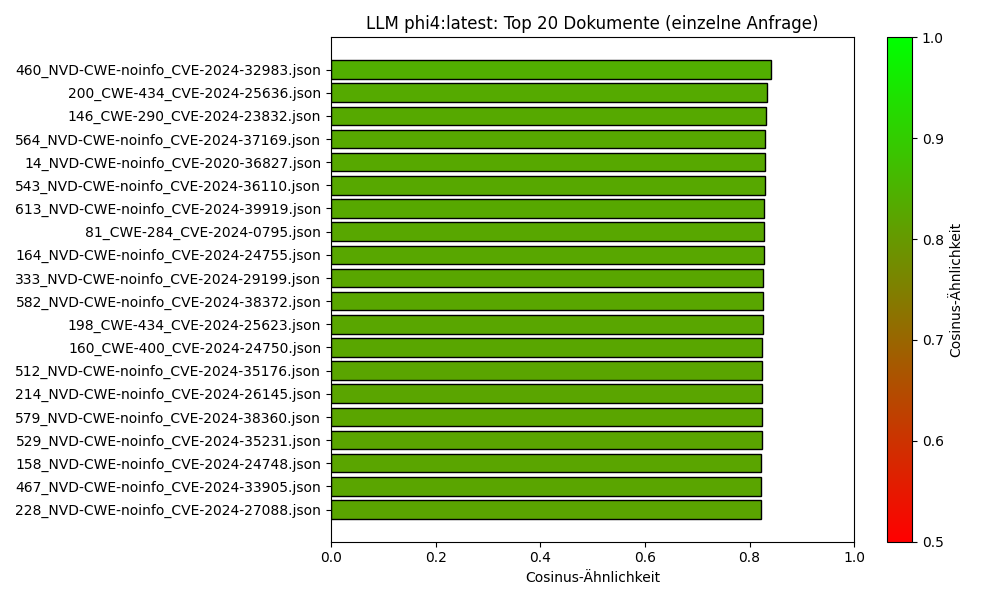 LLM phi4:latest: Top 20 Dokumente (einzelne Anfrage)
460_NVD-CWE-noinfo_CVE-2024-32983.json
200_CWE-434_CVE-2024-25636.json
146_CWE-290_CVE-2024-23832.json
564_NVD-CWE-noinfo_CVE-2024-37169.json
14_NVD-CWE-noinfo_CVE-2020-36827.json
543_NVD-CWE-noinfo_CVE-2024-36110.json
613_NVD-CWE-noinfo_CVE-2024-39919.json
81_CWE-284_CVE-2024-0795.json
164_NVD-CWE-noinfo_CVE-2024-24755.json
333_NVD-CWE-noinfo_CVE-2024-29199.json
582_NVD-CWE-noinfo_CVE-2024-38372.json
198_CWE-434_CVE-2024-25623.json
160_CWE-400_CVE-2024-24750.json
512_NVD-CWE-noinfo_CVE-2024-35176.json
214_NVD-CWE-noinfo_CVE-2024-26145.json
579_NVD-CWE-noinfo_CVE-2024-38360.json
529_NVD-CWE-noinfo_CVE-2024-35231.json
158_NVD-CWE-noinfo_CVE-2024-24748.json
467_NVD-CWE-noinfo_CVE-2024-33905.json
228_NVD-CWE-noinfo_CVE-2024-27088.json
0.0 0.2 0.4 0.6 0.8 1.0
Cosinus-Ähnlichkeit
1.0
0.9
0.8
0.7
0.6
0.5
Cosinus-Ähnlichkeit